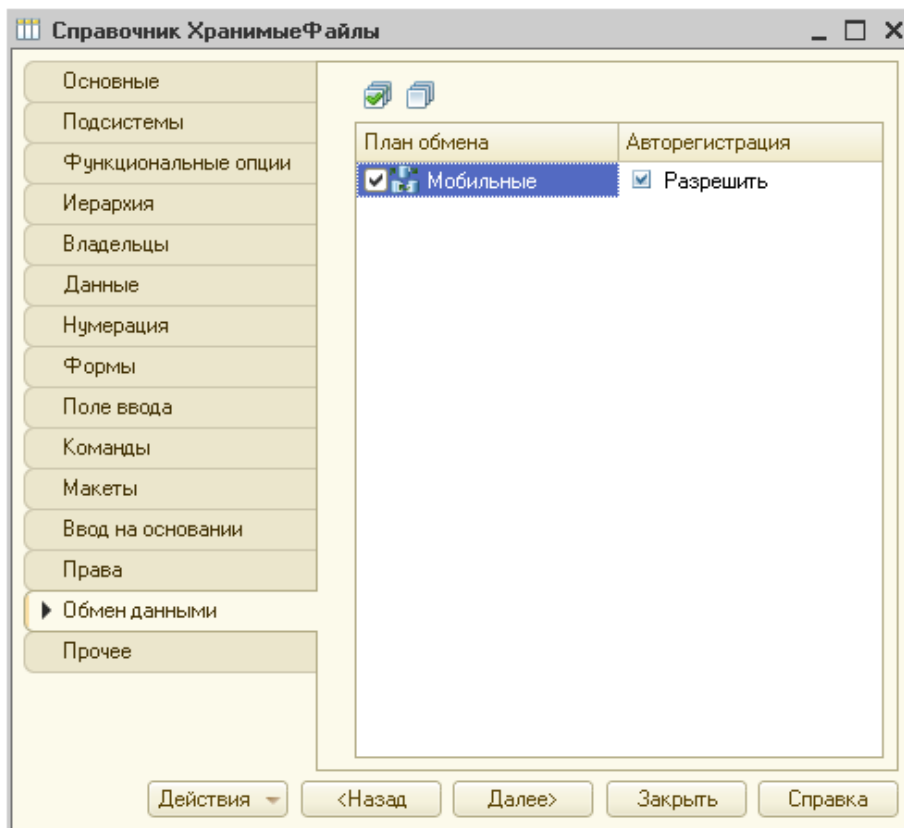 Справочник ХранимыеФайлы
Основные
Подсистемы
Функциональные опции
Иерархия
Владельцы
Данные
Нумерация
Формы
Поле ввода
Команды
Макеты
Ввод на основании
Права
Обмен данными
Прочее
План обмена
Авторегистрация
Мобильные
Разрешить
Действия
<Назад
Далее>
Закрыть
Справка